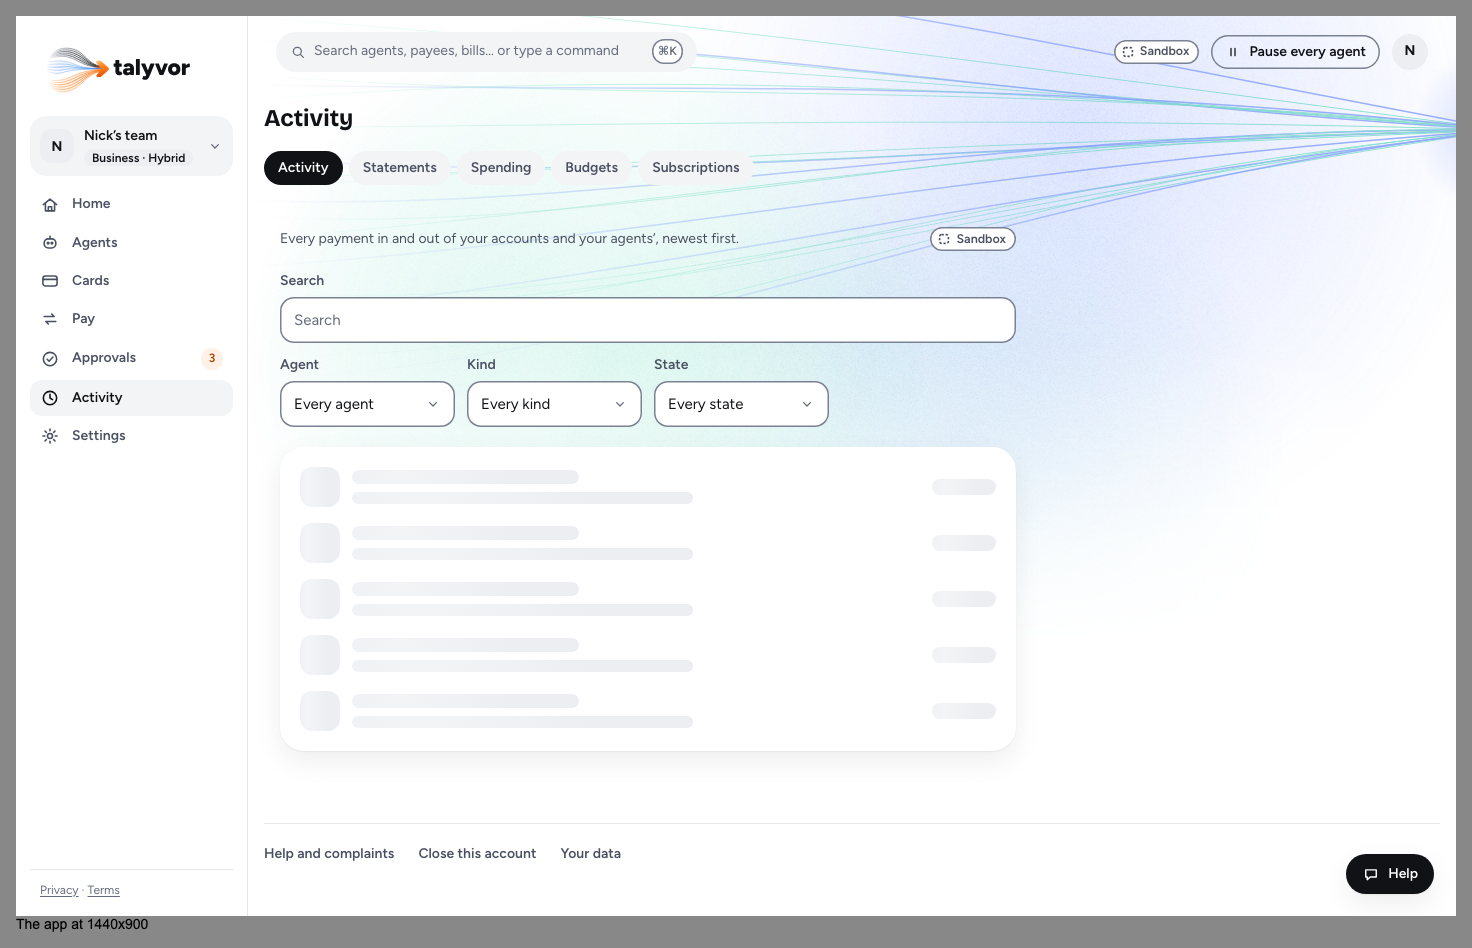 talyvor
Search agents, payees, bills... or type a command
⌘K
Sandbox
Pause every agent
N
N
Nick's team
Business · Hybrid
Home
Agents
Cards
Pay
Approvals
3
Activity
Settings
Privacy · Terms
Activity
Activity
Statements
Spending
Budgets
Subscriptions
Every payment in and out of your accounts and your agents', newest first.
Sandbox
Search
Search
Agent
Kind
State
Every agent
Every kind
Every state
Help and complaints
Close this account
Your data
Help
The app at 1440x900